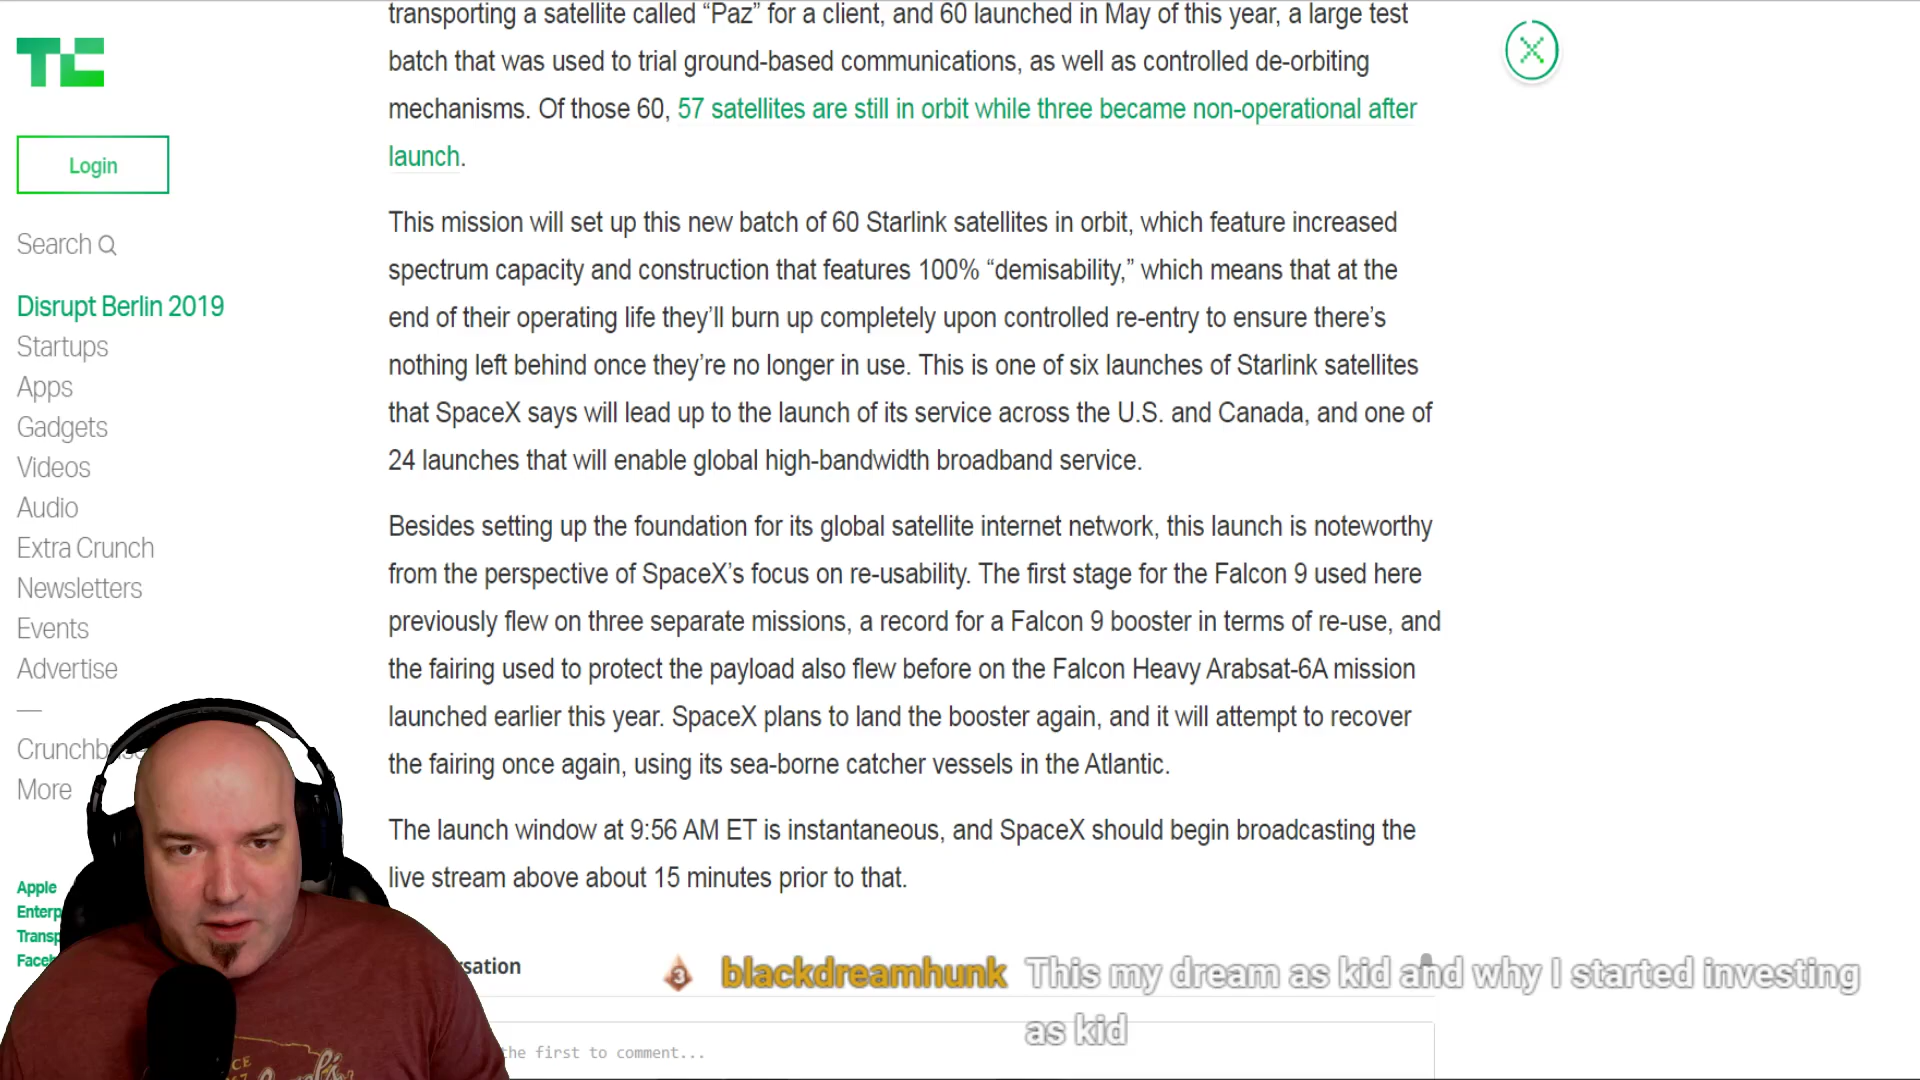 transporting a satellite called “Paz” for a client, and 60 launched in May of this year, a large test
batch that was used to trial ground-based communications, as well as controlled de-orbiting
mechanisms. Of those 60, 57 satellites are still in orbit while three became non-operational after
launch.
TC
Login
Search
Disrupt Berlin 2019
Startups
Apps
Gadgets
Videos
Audio
Extra Crunch
Newsletters
Events
Advertise
—
Crunchbase
More
Apple
Enterp
Transp
Faceb
This mission will set up this new batch of 60 Starlink satellites in orbit, which feature increased
spectrum capacity and construction that features 100% “demisability,” which means that at the
end of their operating life they’ll burn up completely upon controlled re-entry to ensure there’s
nothing left behind once they’re no longer in use. This is one of six launches of Starlink satellites
that SpaceX says will lead up to the launch of its service across the U.S. and Canada, and one of
24 launches that will enable global high-bandwidth broadband service.
Besides setting up the foundation for its global satellite internet network, this launch is noteworthy
from the perspective of SpaceX’s focus on re-usability. The first stage for the Falcon 9 used here
previously flew on three separate missions, a record for a Falcon 9 booster in terms of re-use, and
the fairing used to protect the payload also flew before on the Falcon Heavy Arabsat-6A mission
launched earlier this year. SpaceX plans to land the booster again, and it will attempt to recover
the fairing once again, using its sea-borne catcher vessels in the Atlantic.
The launch window at 9:56 AM ET is instantaneous, and SpaceX should begin broadcasting the
live stream above about 15 minutes prior to that.
sation
3 blackdreamhunk This my dream as kid and why I started investing
as kid
the first to comment...